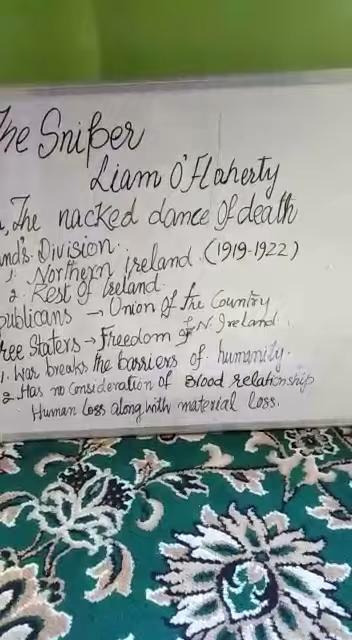 he Sniper
Liam O'Flaherty
The nacked dance of death
and's Division.
1. Northern Ireland. (1919-1922)
2. Rest of Ireland.
publicans → Union of the Country
ree Staters → Freedom of N. Ireland.
1. War breaks the barriers of humanity.
2. Has no consideration of Blood relationship
Human Loss along with material loss.